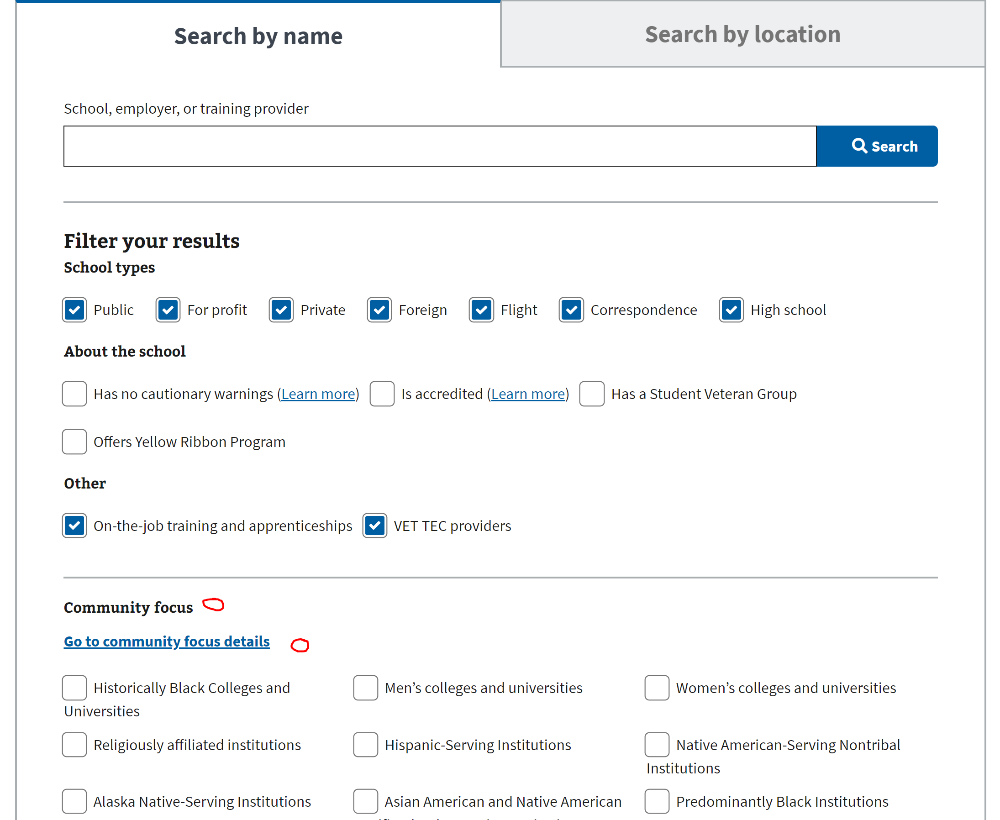 Search by name
Search by location
School, employer, or training provider
Search
Filter your results
School types
Public For profit Private Foreign Flight Correspondence High school
About the school
Has no cautionary warnings (Learn more) Is accredited (Learn more) Has a Student Veteran Group
Offers Yellow Ribbon Program
Other
On-the-job training and apprenticeships VET TEC providers
Community focus
Go to community focus details
Historically Black Colleges and
Universities
Men’s colleges and universities
Women’s colleges and universities
Religiously affiliated institutions
Hispanic-Serving Institutions
Native American-Serving Nontribal
Institutions
Alaska Native-Serving Institutions
Asian American and Native American
Predominantly Black Institutions